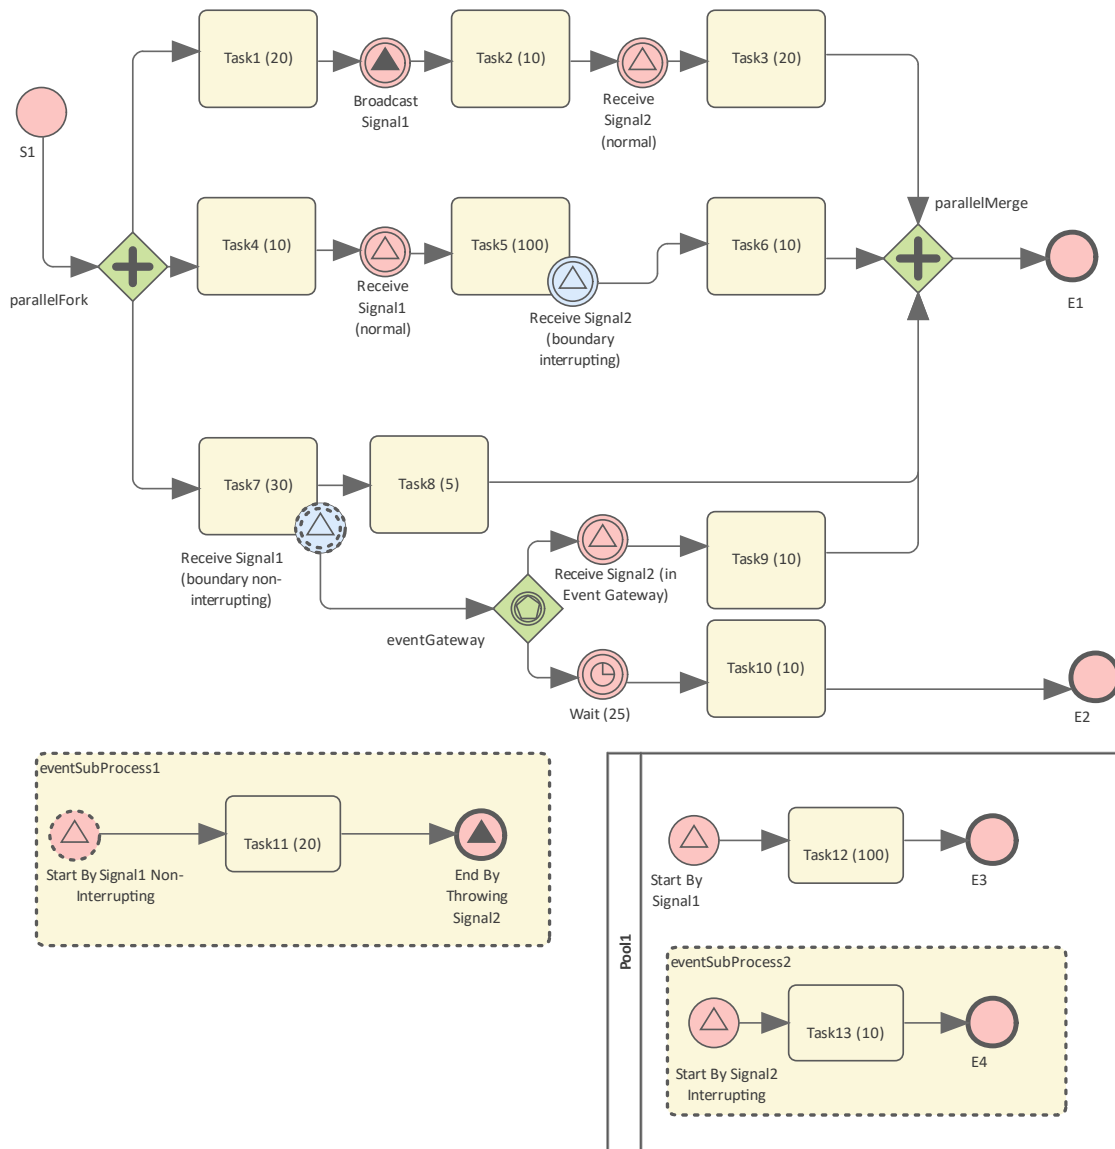 Task1 (20)
Broadcast
Signal1
Task2 (10)
Receive
Signal2
(normal)
Task3 (20)
S1
parallelFork
Task4 (10)
Receive
Signal1
(normal)
Task5 (100)
Receive Signal2
(boundary
interrupting)
Task6 (10)
parallelMerge
E1
Task7 (30)
Receive Signal1
(boundary non-
interrupting)
Task8 (5)
eventGateway
Receive Signal2 (in
Event Gateway)
Task9 (10)
Wait (25)
Task10 (10)
E2
eventSubProcess1
Start By Signal1 Non-
Interrupting
Task11 (20)
End By
Throwing
Signal2
Pool1
Start By
Signal1
Task12 (100)
E3
eventSubProcess2
Start By Signal2
Interrupting
Task13 (10)
E4